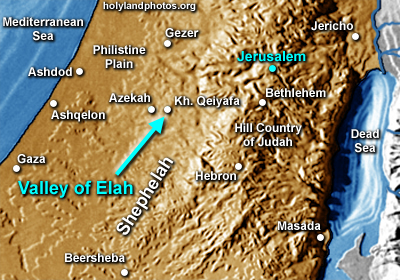 holylandphotos.org
Mediterranean
Sea
Gezer
Jericho
Philistine
Plain
Jerusalem
Ashdod
Azekah
Kh. Qeiyafa
Bethlehem
Ashqelon
Hill Country
of Judah
Dead
Sea
Gaza
Valley of Elah
Shephelah
Hebron
Masada
Beersheba